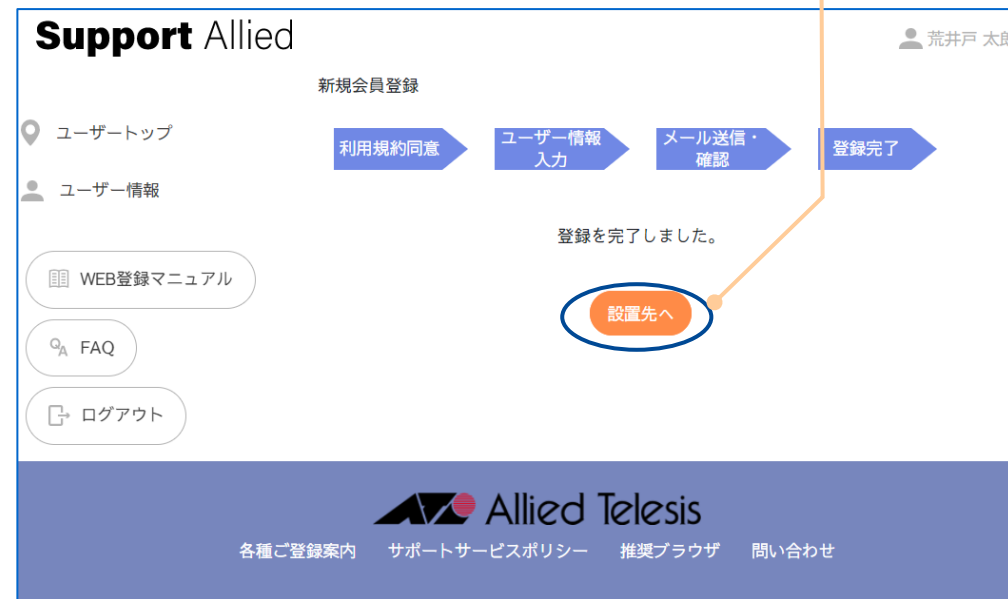 Support Allied
荒井戸 太郎
新規会員登録
ユーザートップ
利用規約同意
ユーザー情報
入力
メール送信・
確認
登録完了
ユーザー情報
登録を完了しました。
WEB登録マニュアル
設置先へ
QA FAQ
ログアウト
Allied Telesis
各種ご登録案内 サポートサービスポリシー 推奨ブラウザ 問い合わせ